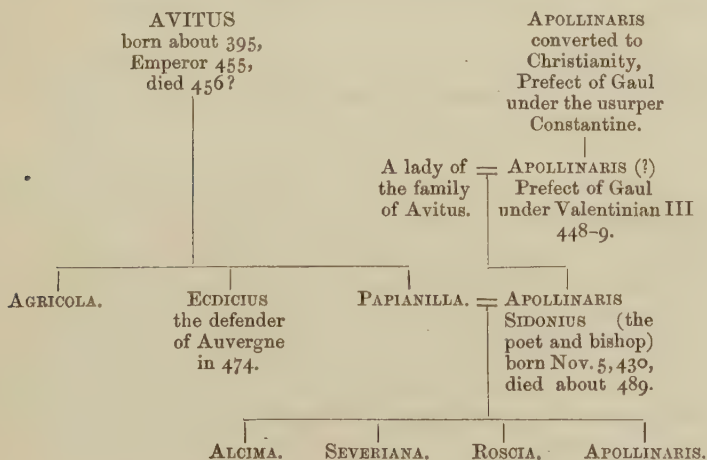 AVITUS
born about 395,
Emperor 455,
died 456?
APOLLINARIS
converted to
Christianity,
Prefect of Gaul
under the usurper
Constantine.
A lady of
the family
of Avitus.
= APOLLINARIS (?)
Prefect of Gaul
under Valentinian III
448–9.
AGRICOLA.
ECDICIUS
the defender
of Auvergne
in 474.
PAPIANILLA. = APOLLINARIS
SIDONIUS (the
poet and bishop)
born Nov. 5, 430,
died about 489.
ALCIMA. SEVERIANA. ROSCIA. APOLLINARIS.